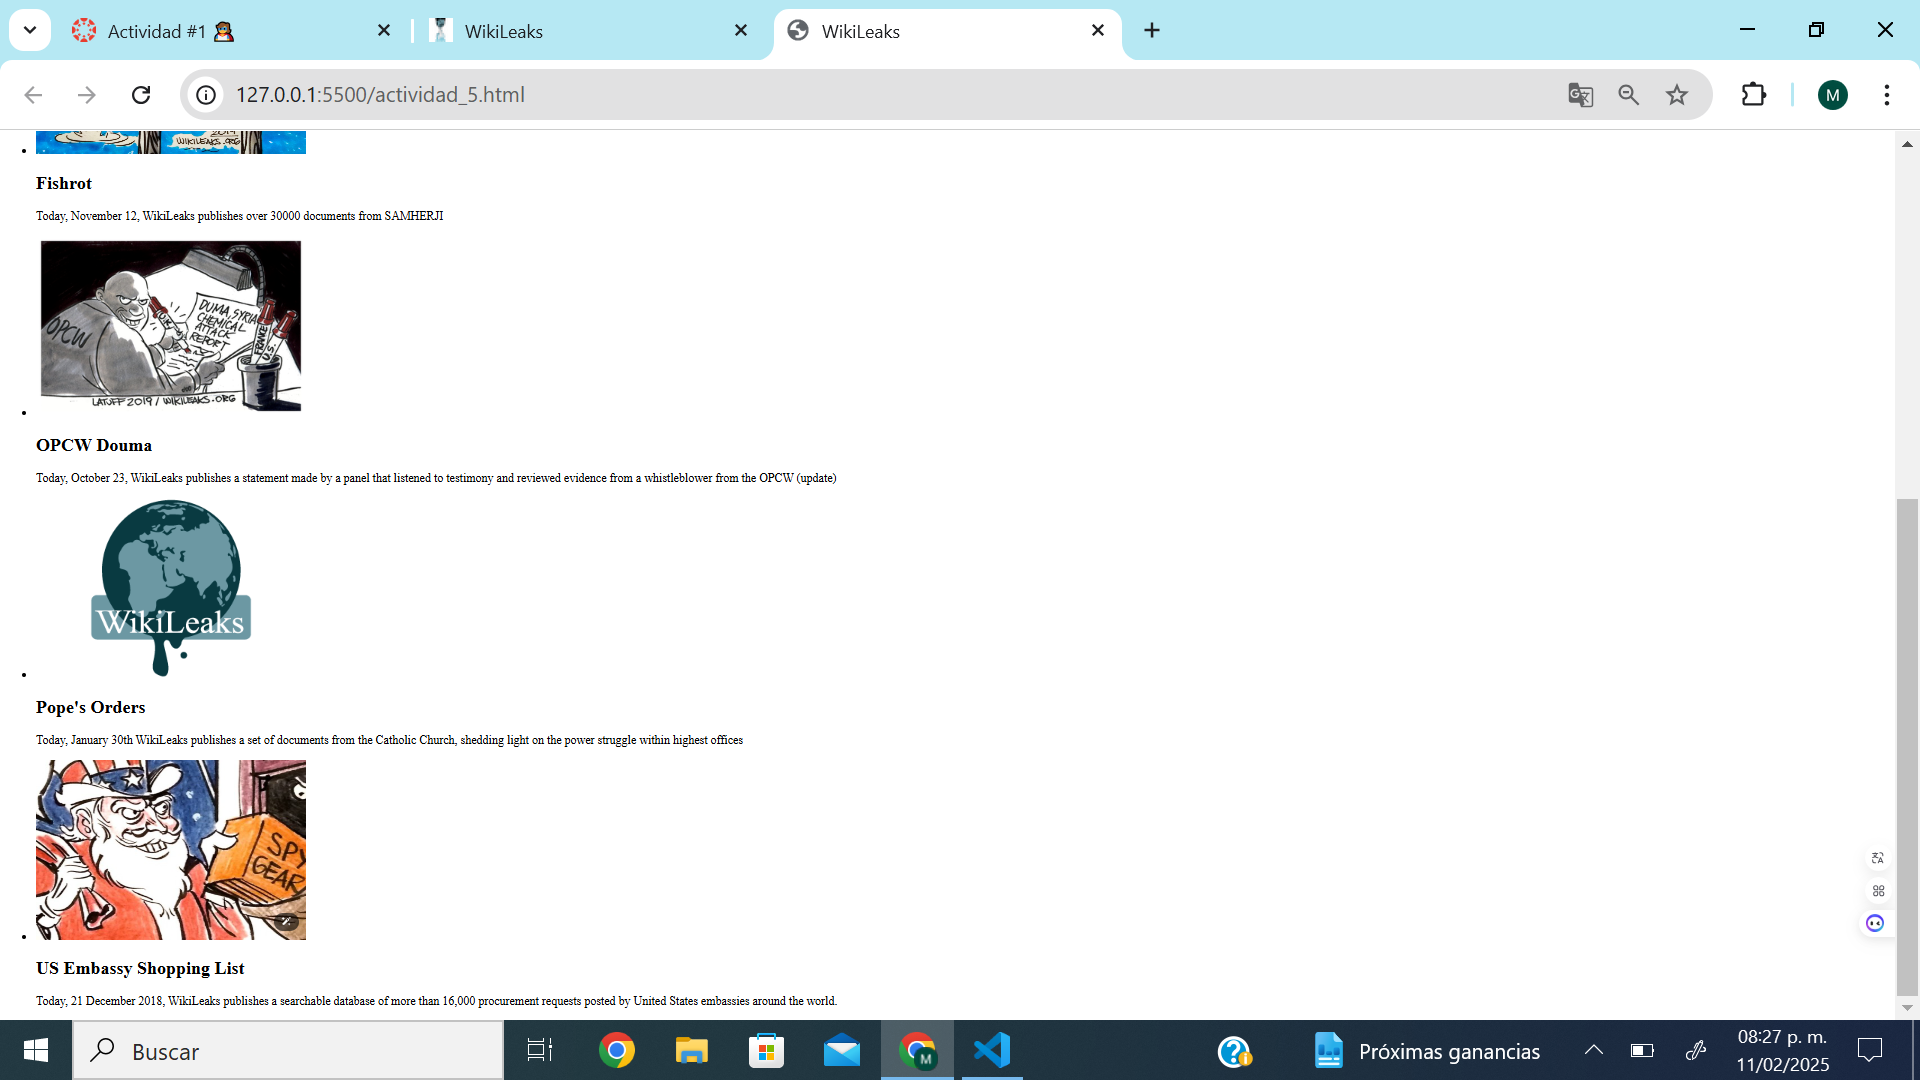 Actividad #1
WikiLeaks
WikiLeaks
127.0.0.1:5500/actividad_5.html
M
WIKILEAKS.ORG
Fishrot
Today, November 12, WikiLeaks publishes over 30000 documents from SAMHERJI
OPCW
DUMA, SYRIA
CHEMICAL
ATTACK
REPORT
FRANCE
U.S.
LATUFF 2019 / WIKILEAKS.ORG
OPCW Douma
Today, October 23, WikiLeaks publishes a statement made by a panel that listened to testimony and reviewed evidence from a whistleblower from the OPCW (update)
WikiLeaks
Pope's Orders
Today, January 30th WikiLeaks publishes a set of documents from the Catholic Church, shedding light on the power struggle within highest offices
SPY
GEAR
US Embassy Shopping List
Today, 21 December 2018, WikiLeaks publishes a searchable database of more than 16,000 procurement requests posted by United States embassies around the world.
Buscar
M
Próximas ganancias
08:27 p. m.
11/02/2025